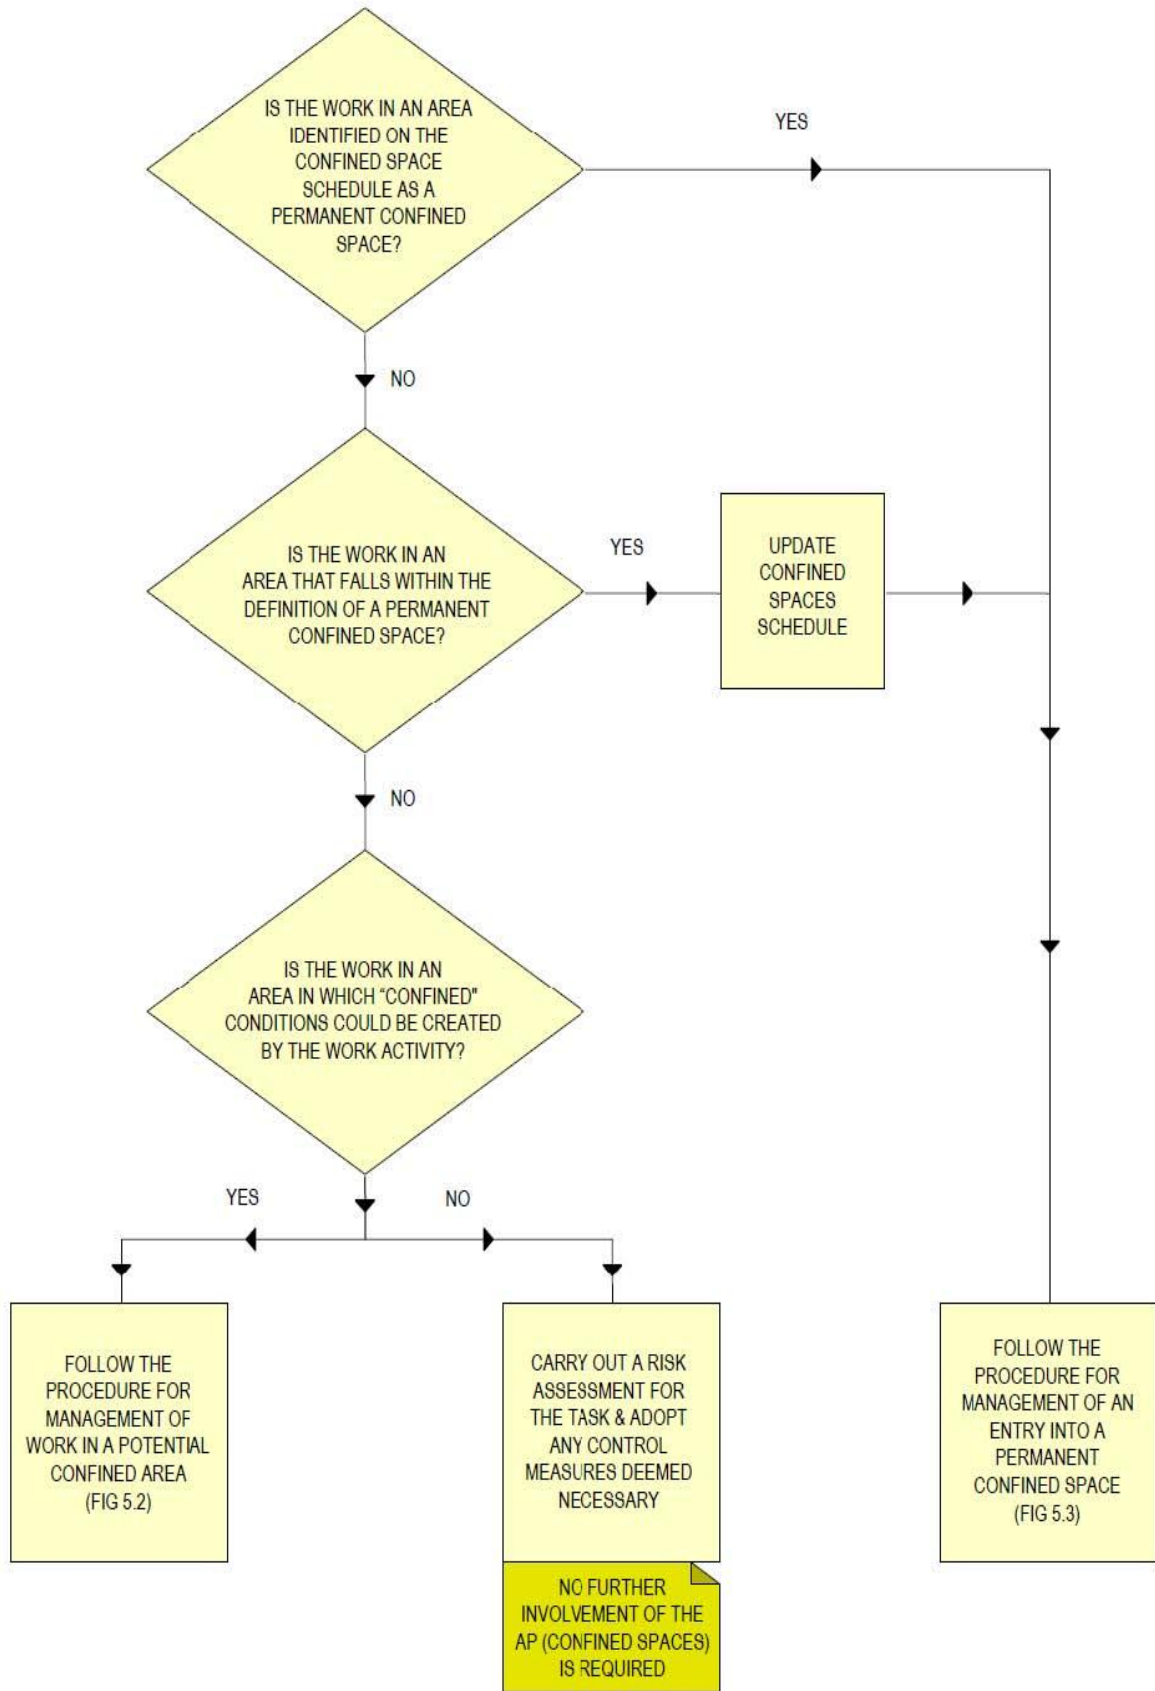 IS THE WORK IN AN AREA
IDENTIFIED ON THE
CONFINED SPACE
SCHEDULE AS A
PERMANENT CONFINED
SPACE?
YES
NO
IS THE WORK IN AN
AREA THAT FALLS WITHIN THE
DEFINITION OF A PERMANENT
CONFINED SPACE?
YES
UPDATE
CONFINED
SPACES
SCHEDULE
NO
IS THE WORK IN AN
AREA IN WHICH “CONFINED"
CONDITIONS COULD BE CREATED
BY THE WORK ACTIVITY?
YES
NO
FOLLOW THE
PROCEDURE FOR
MANAGEMENT OF
WORK IN A POTENTIAL
CONFINED AREA
(FIG 5.2)
CARRY OUT A RISK
ASSESSMENT FOR
THE TASK & ADOPT
ANY CONTROL
MEASURES DEEMED
NECESSARY
NO FURTHER
INVOLVEMENT OF THE
AP (CONFINED SPACES)
IS REQUIRED
FOLLOW THE
PROCEDURE FOR
MANAGEMENT OF AN
ENTRY INTO A
PERMANENT
CONFINED SPACE
(FIG 5.3)